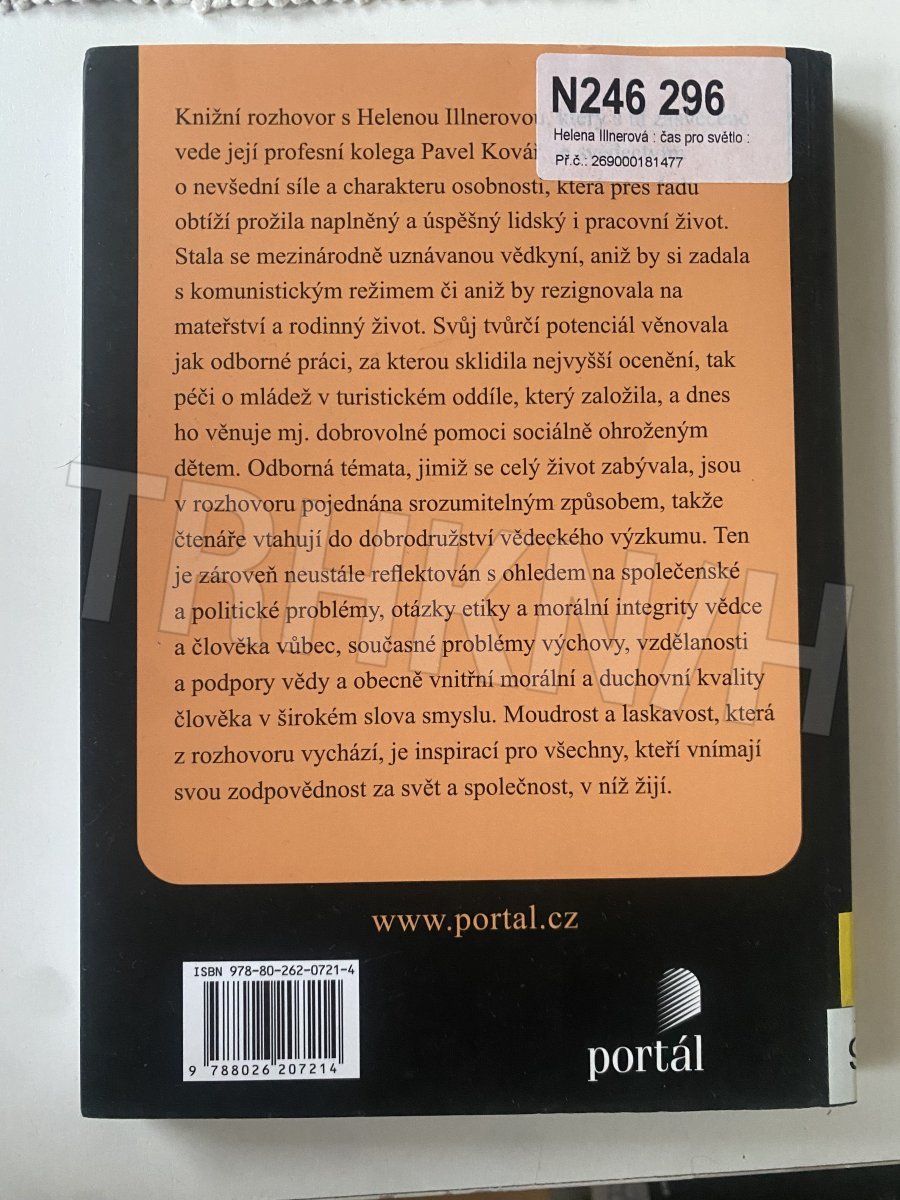 N246 296
Helena Illnerová : čas pro světlo :
Př.č.: 269000181477
Knižní rozhovor s Helenou Illnerovou,
vede její profesní kolega Pavel Kovář,
o nevšední síle a charakteru osobnosti, která přes řadu
obtíží prožila naplněný a úspěšný lidský i pracovní život.
Stala se mezinárodně uznávanou vědkyní, aniž by si zadala
s komunistickým režimem či aniž by rezignovala na
mateřství a rodinný život. Svůj tvůrčí potenciál věnovala
jak odborné práci, za kterou sklidila nejvyšší ocenění, tak
péči o mládež v turistickém oddíle, který založila, a dnes
ho věnuje mj. dobrovolné pomoci sociálně ohroženým
dětem. Odborná témata, jimiž se celý život zabývala, jsou
v rozhovoru pojednána srozumitelným způsobem, takže
čtenáře vtahují do dobrodružství vědeckého výzkumu. Ten
je zároveň neustále reflektován s ohledem na společenské
a politické problémy, otázky etiky a morální integrity vědce
a člověka vůbec, současné problémy výchovy, vzdělanosti
a podpory vědy a obecně vnitřní morální a duchovní kvality
člověka v širokém slova smyslu. Moudrost a laskavost, která
z rozhovoru vychází, je inspirací pro všechny, kteří vnímají
svou zodpovědnost za svět a společnost, v níž žijí.
TRHKNIH
www.portal.cz
ISBN 978-80-262-0721-4
9 788026 207214
portál